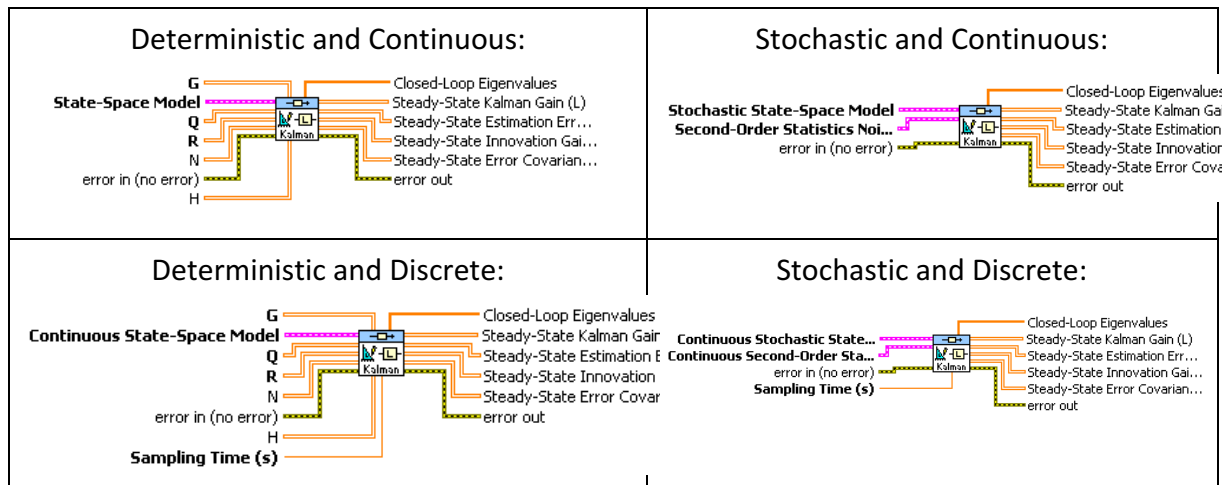 Deterministic and Continuous:
G
State-Space Model
Q
R
N
error in (no error)
H
Kalman
Closed-Loop Eigenvalues
Steady-State Kalman Gain (L)
Steady-State Estimation Err...
Steady-State Innovation Gai...
Steady-State Error Covarian...
error out
Stochastic and Continuous:
Stochastic State-Space Model
Second-Order Statistics Noi...
error in (no error)
Kalman
Closed-Loop Eigenvalues
Steady-State Kalman Gai
Steady-State Estimation
Steady-State Innovation
Steady-State Error Cova
error out
Deterministic and Discrete:
G
Continuous State-Space Model
Q
R
N
error in (no error)
H
Sampling Time (s)
Kalman
Closed-Loop Eigenvalues
Steady-State Kalman Gain
Steady-State Estimation E
Steady-State Innovation
Steady-State Error Covar
error out
Stochastic and Discrete:
Continuous Stochastic State...
Continuous Second-Order Sta...
error in (no error)
Sampling Time (s)
Kalman
Closed-Loop Eigenvalues
Steady-State Kalman Gain (L)
Steady-State Estimation Err...
Steady-State Innovation Gai...
Steady-State Error Covarian...
error out